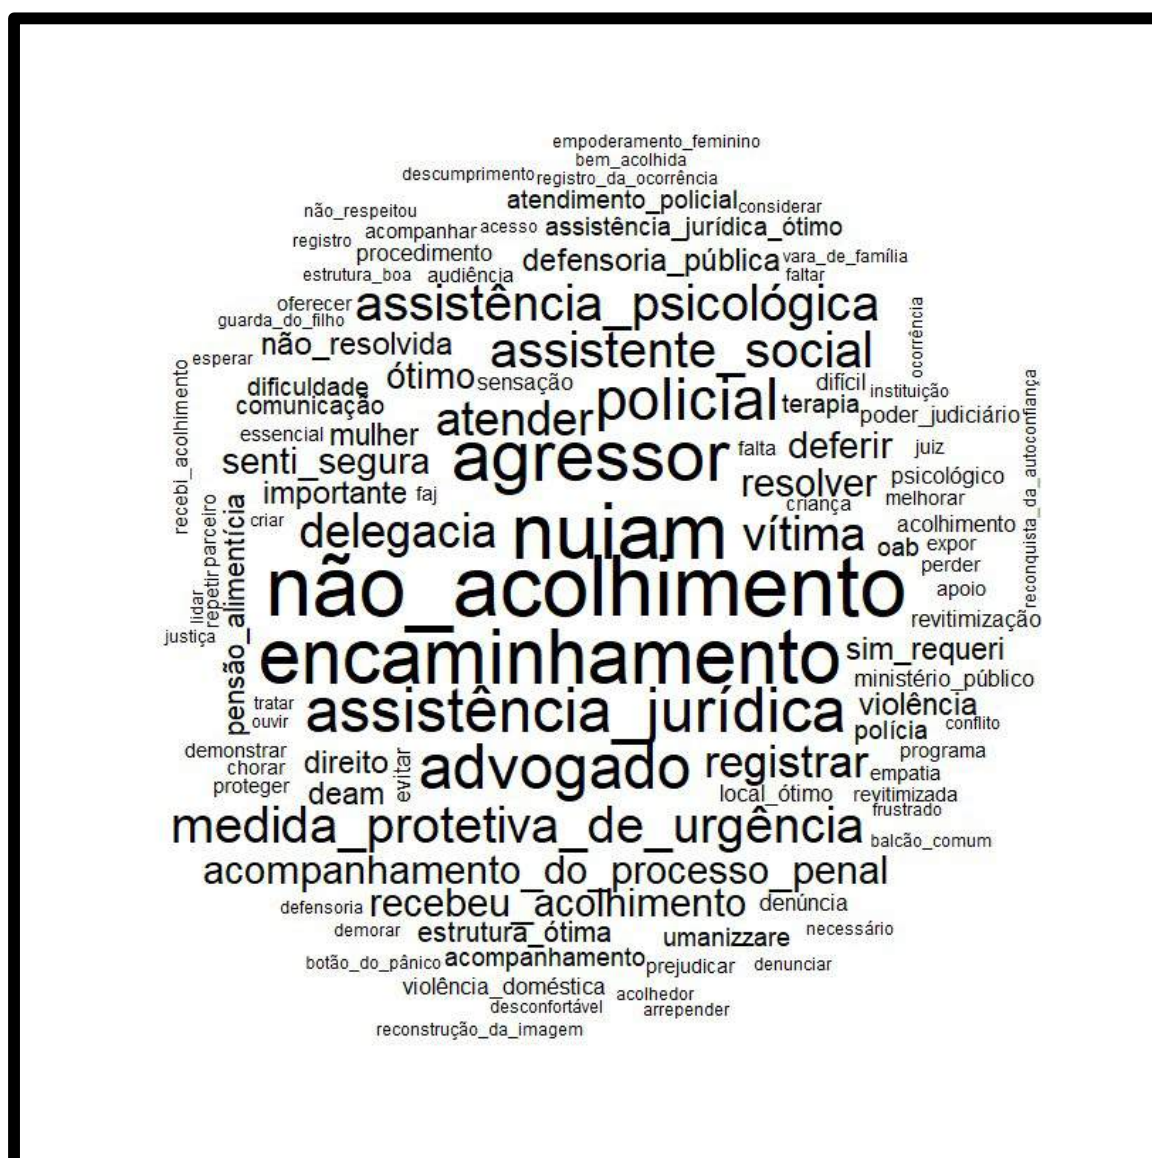 empoderamento_feminino
bem_acolhida
descumprimento registro_da_ocorrência
atendimento_policial considerar
não_respeitou
acompanhar acesso assistência_jurídica_ótimo
registro procedimento defensoria_pública vara_de_família
estrutura_boa audiência faltar
oferecer assistência_psicológica
guarda_do_filho
ocorrência
esperar não_resolvida assistente_social
recebi_acolhimento
dificuldade ótimo sensação policial difícil instituição
comunicação atender terapia poder_judiciário
reconquista_da_autoconfiança
essencial mulher agressor falta deferir juiz
senti_segura resolver psicológico
importante faj criança melhorar
criar delegacia nuiam vítima acolhimento
oab expor
parceiro
perder
pensão_alimentícia
não_acolhimento apoio
lidar
repetir
revitimização
justiça encaminhamento sim_requeri
ministério_público
tratar assistência_jurídica violência
ouvir polícia conflito
demonstrar direito evitar advogado registrar programa
chorar empatia
proteger deam local_ótimo revitimizada
frustrado
medida_protetiva_de_urgência balcão_comum
acompanhamento_do_processo_penal
defensoria recebeu_acolhimento denúncia
demorar estrutura_ótima umanizzare necessário
botão_do_pânico acompanhamento prejudicar denunciar
violência_doméstica acolhedor
desconfortável arrepender
reconstrução_da_imagem